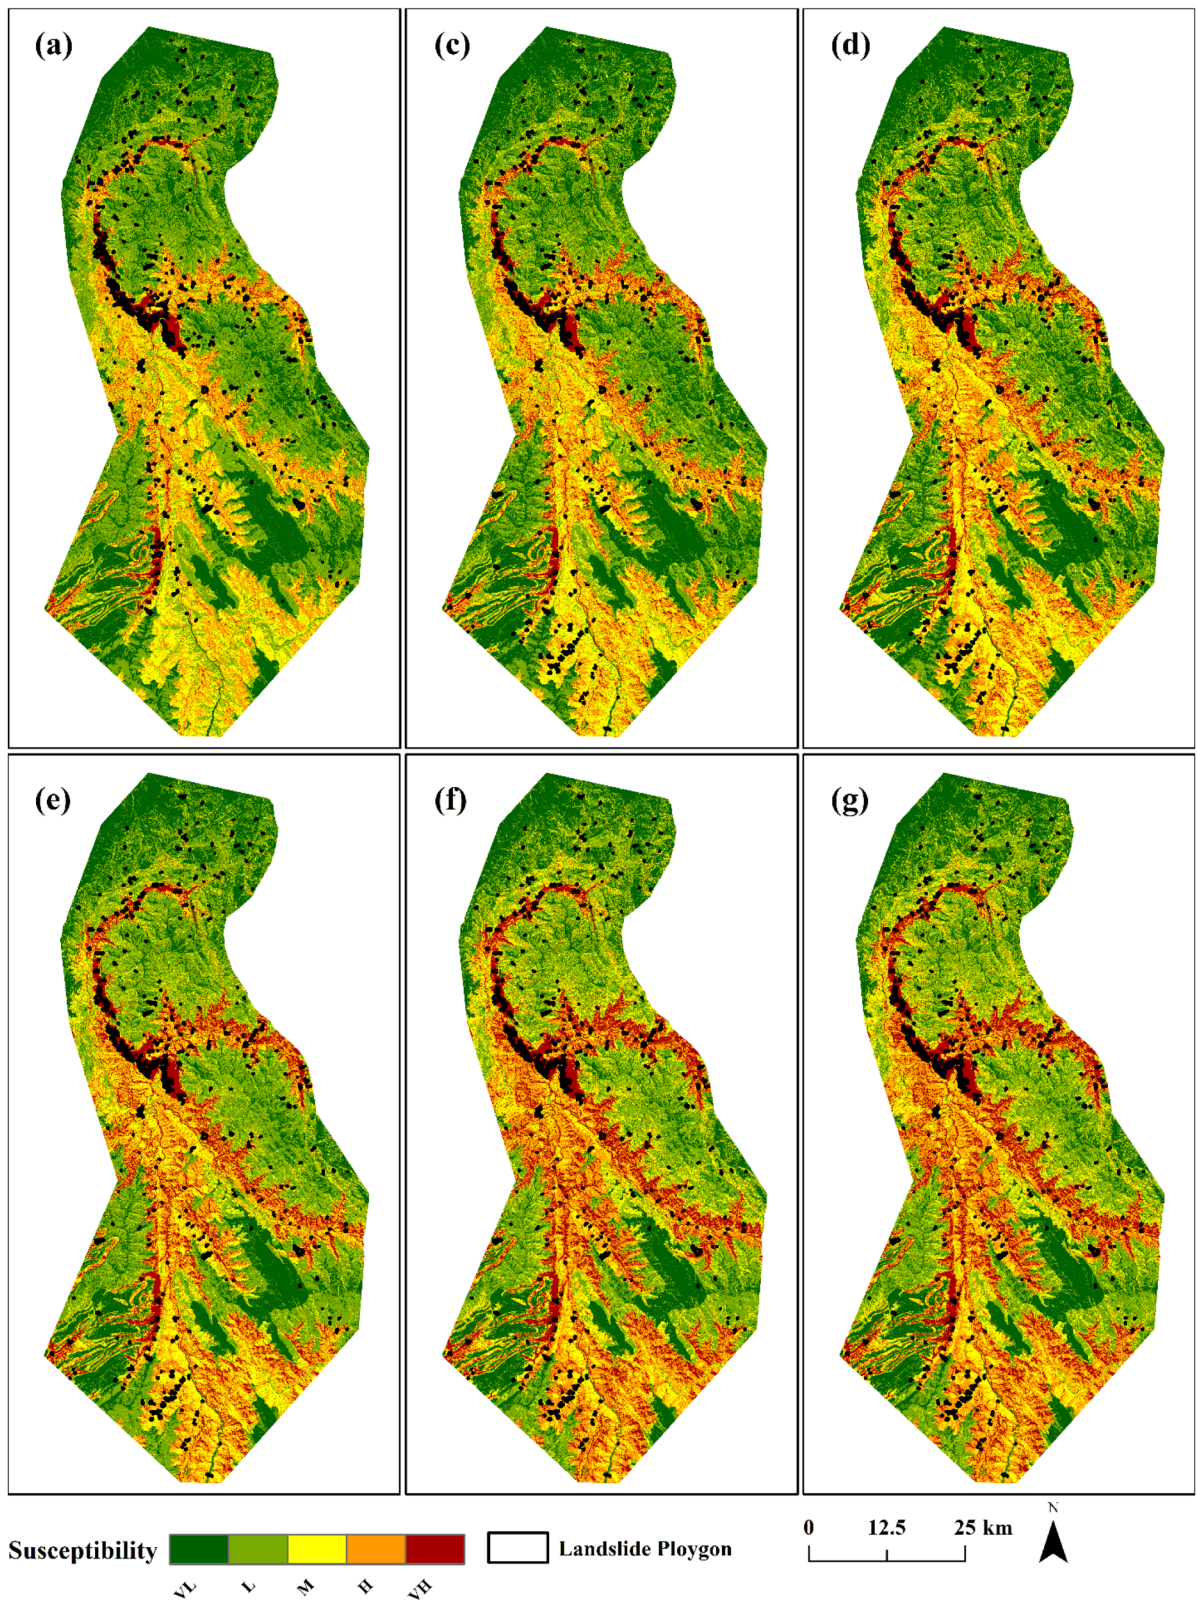 (a)
(c)
(d)
(e)
(f)
(g)
Susceptibility
VL
L
M
H
VH
Landslide Ploygon
0 12.5 25 km
N